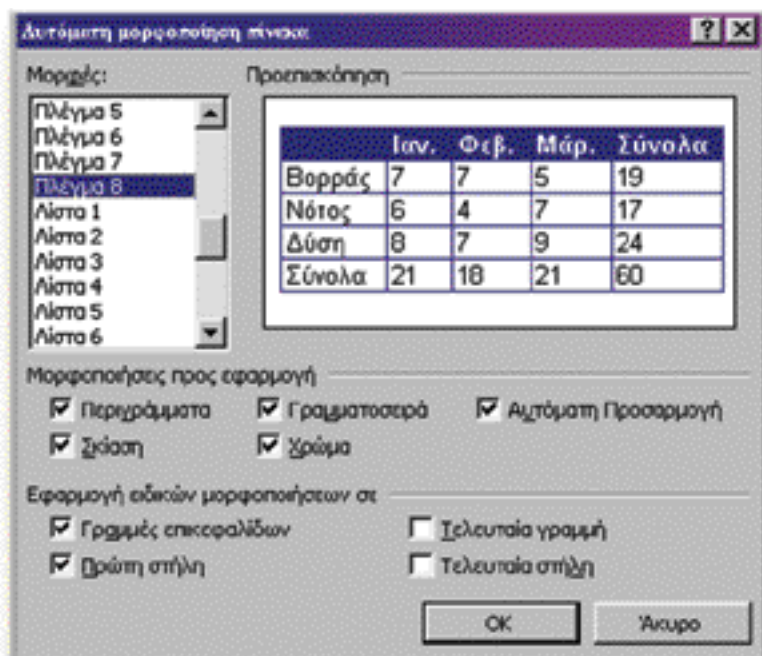 Αυτόματη μορφοποίηση πίνακα
Μορφές:
Πλέγμα 5
Πλέγμα 6
Πλέγμα 7
Πλέγμα 8
Λίστα 1
Λίστα 2
Λίστα 3
Λίστα 4
Λίστα 5
Λίστα 6
Προεπισκόπηση
Ιαν. Φεβ. Μάρ. Σύνολα
Βορράς 7 7 5 19
Νότος 6 4 7 17
Δύση 8 7 9 24
Σύνολα 21 18 21 60
Μορφοποιήσεις προς εφαρμογή
Περιγράμματα Γραμματοσειρά Αυτόματη Προσαρμογή
Σκίαση Χρώμα
Εφαρμογή ειδικών μορφοποιήσεων σε
Γραμμές επικεφαλίδων Τελευταία γραμμή
Πρώτη στήλη Τελευταία στήλη
OK Άκυρο